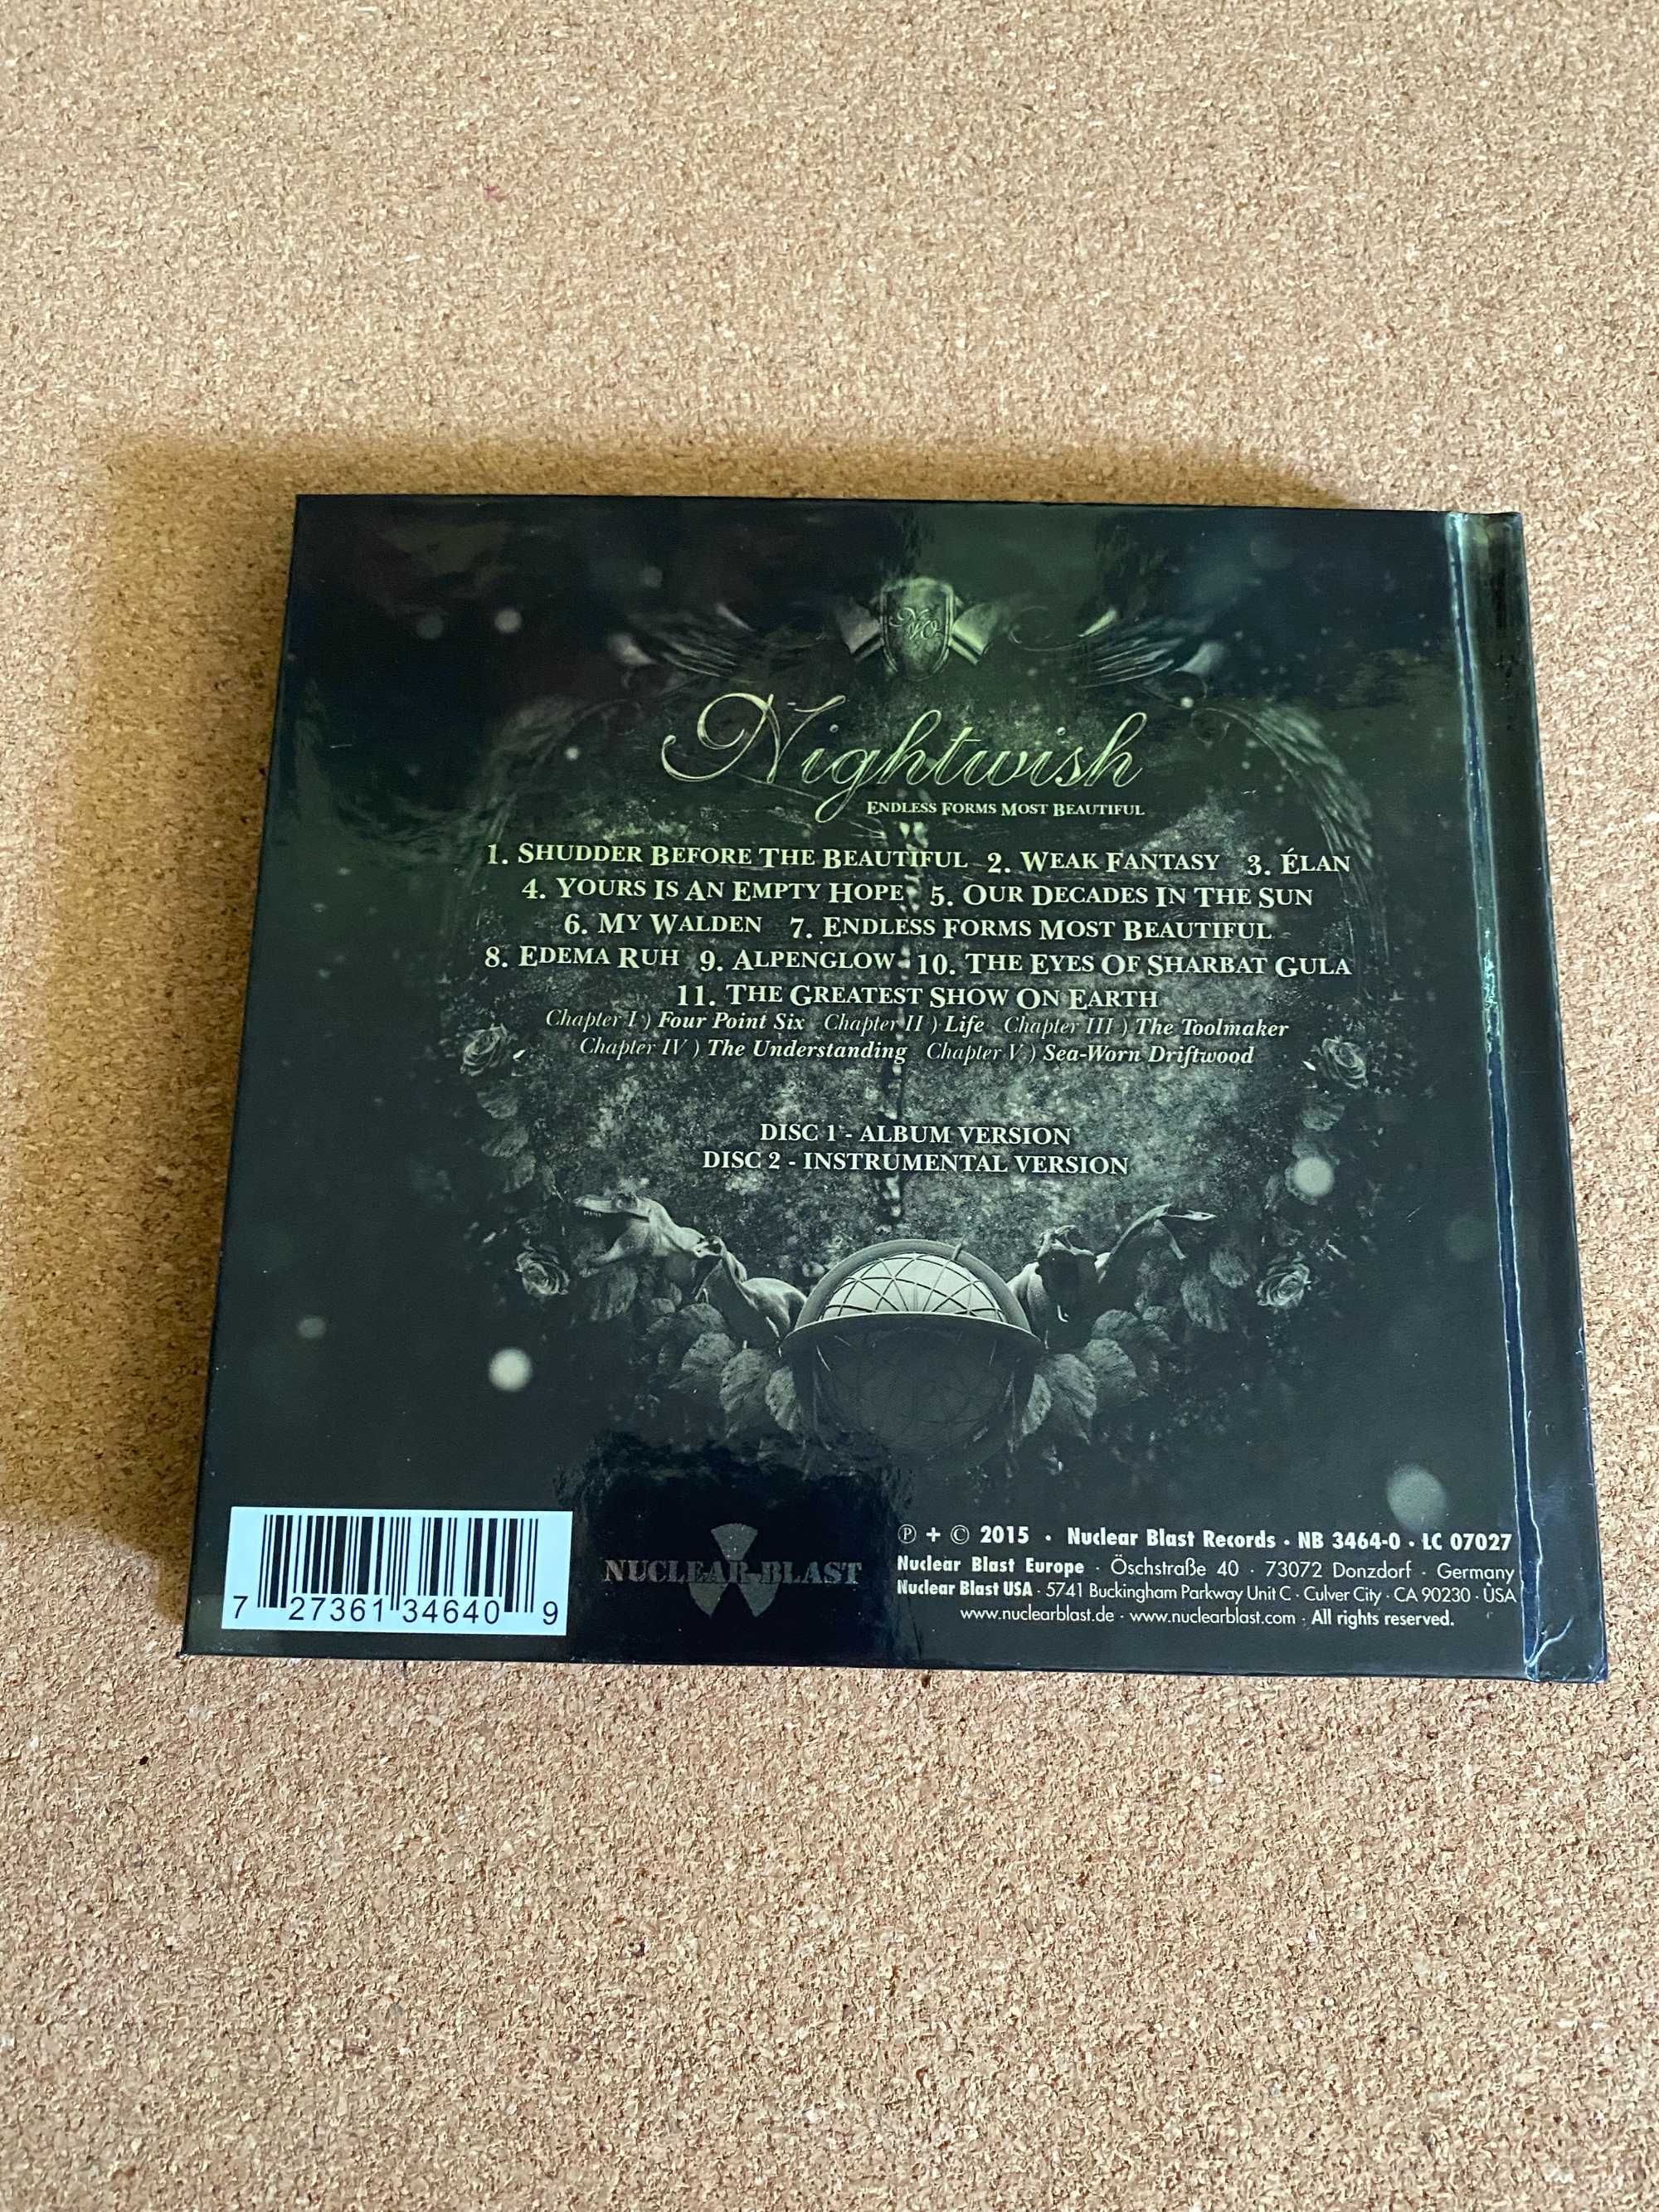 Nightwish
ENDLESS FORMS MOST BEAUTIFUL
1. SHUDDER BEFORE THE BEAUTIFUL 2. WEAK FANTASY 3. ÉLAN
4. YOURS IS AN EMPTY HOPE 5. OUR DECADES IN THE SUN
6. MY WALDEN 7. ENDLESS FORMS MOST BEAUTIFUL
8. EDEMA RUH 9. ALPENGLOW 10. THE EYES OF SHARBAT GULA
11. THE GREATEST SHOW ON EARTH
Chapter I ) Four Point Six Chapter II ) Life Chapter III ) The Toolmaker
Chapter IV ) The Understanding Chapter V ) Sea-Worn Driftwood
DISC 1 - ALBUM VERSION
DISC 2 - INSTRUMENTAL VERSION
7 27361 34640 9
NUCLEAR BLAST
℗ + © 2015 · Nuclear Blast Records · NB 3464-0 · LC 07027
Nuclear Blast Europe · Öschstraße 40 · 73072 Donzdorf · Germany
Nuclear Blast USA · 5741 Buckingham Parkway Unit C · Culver City · CA 90230 · USA
www.nuclearblast.de · www.nuclearblast.com · All rights reserved.